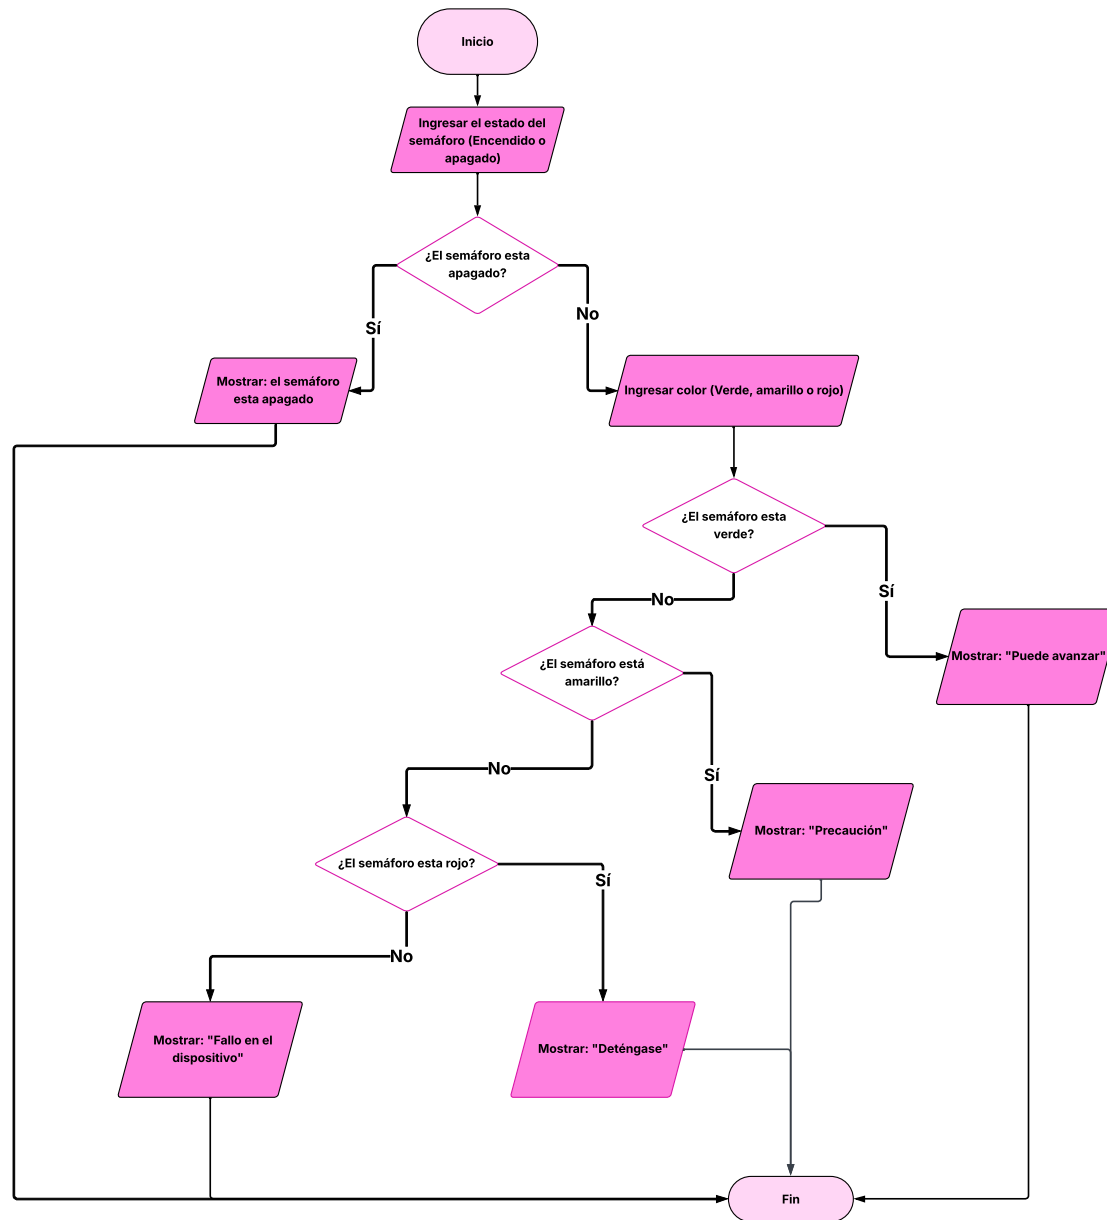 Inicio
Ingresar el estado del
semáforo (Encendido o
apagado)
¿El semáforo esta
apagado?
Sí
No
Mostrar: el semáforo
esta apagado
Ingresar color (Verde, amarillo o rojo)
¿El semáforo esta
verde?
No
Sí
¿El semáforo está
amarillo?
Mostrar: "Puede avanzar"
No
Sí
Mostrar: "Precaución"
¿El semáforo esta rojo?
Sí
No
Mostrar: "Fallo en el
dispositivo"
Mostrar: "Deténgase"
Fin